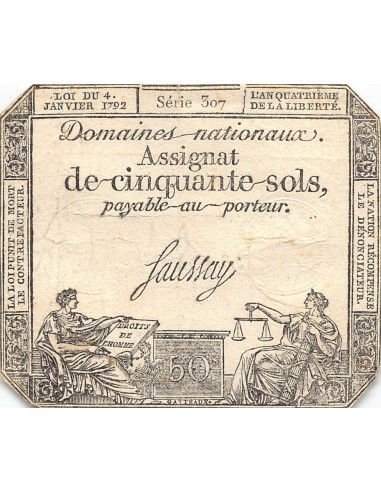 LOI DU 4.
JANVIER 1792
Série 307
L'AN QUATRIÈME
DE LA LIBERTÉ.
Domaines nationaux.
Assignat
de cinquante sols,
payable au porteur.
LA LOI PUNIT DE MORT
LE CONTREFACTEUR.
LA NATION RÉCOMPENSE
LE DÉNONCIATEUR.
Saussay
DROITS
DE
L'HOMME
50
GATTEAUX